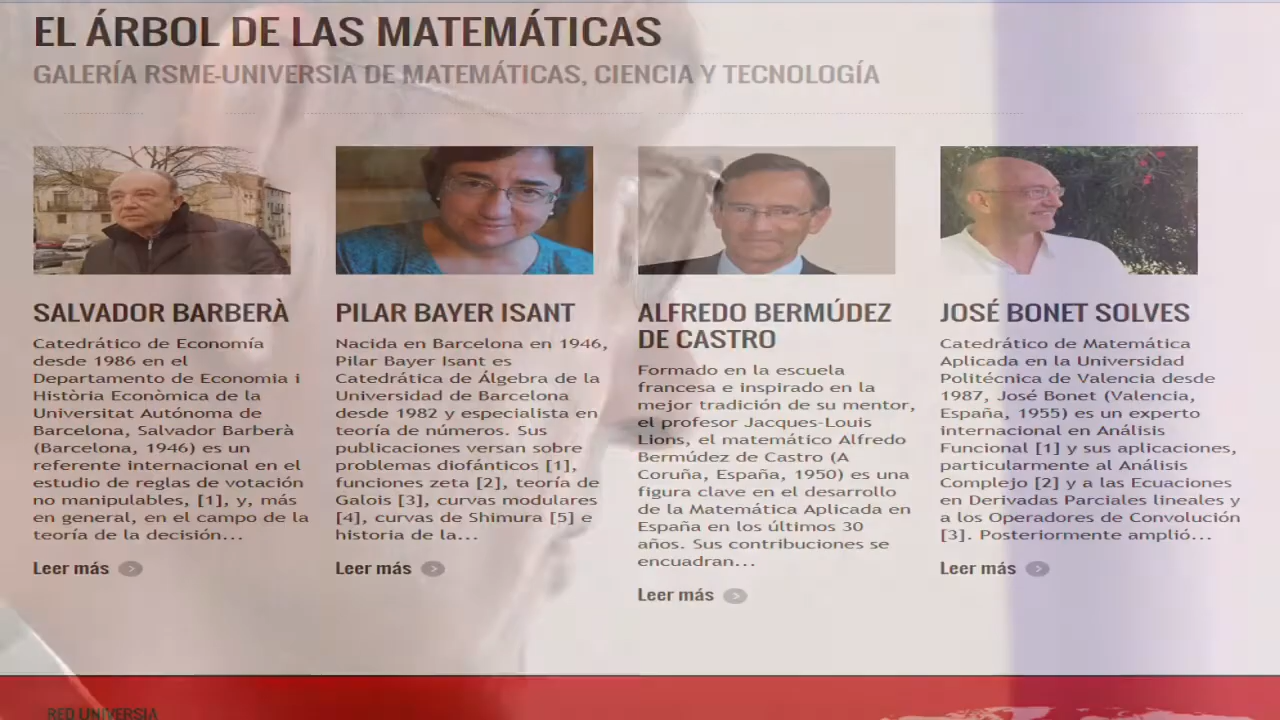 EL ÁRBOL DE LAS MATEMÁTICAS
GALERÍA RSME-UNIVERSIA DE MATEMÁTICAS, CIENCIA Y TECNOLOGÍA
SALVADOR BARBERÀ
Catedrático de Economía
desde 1986 en el
Departamento de Economia i
Història Econòmica de la
Universitat Autónoma de
Barcelona, Salvador Barberà
(Barcelona, 1946) es un
referente internacional en el
estudio de reglas de votación
no manipulables, [1], y, más
en general, en el campo de la
teoría de la decisión...
Leer más
PILAR BAYER ISANT
Nacida en Barcelona en 1946,
Pilar Bayer Isant es
Catedrática de Álgebra de la
Universidad de Barcelona
desde 1982 y especialista en
teoría de números. Sus
publicaciones versan sobre
problemas diofánticos [1],
funciones zeta [2], teoría de
Galois [3], curvas modulares
[4], curvas de Shimura [5] e
historia de la...
Leer más
ALFREDO BERMÚDEZ
DE CASTRO
Formado en la escuela
francesa e inspirado en la
mejor tradición de su mentor,
el profesor Jacques-Louis
Lions, el matemático Alfredo
Bermúdez de Castro (A
Coruña, España, 1950) es una
figura clave en el desarrollo
de la Matemática Aplicada en
España en los últimos 30
años. Sus contribuciones se
encuadran...
Leer más
JOSÉ BONET SOLVES
Catedrático de Matemática
Aplicada en la Universidad
Politécnica de Valencia desde
1987, José Bonet (Valencia,
España, 1955) es un experto
internacional en Análisis
Funcional [1] y sus aplicaciones,
particularmente al Análisis
Complejo [2] y a las Ecuaciones
en Derivadas Parciales lineales y
a los Operadores de Convolución
[3]. Posteriormente amplió...
Leer más
RED UNIVERSIA